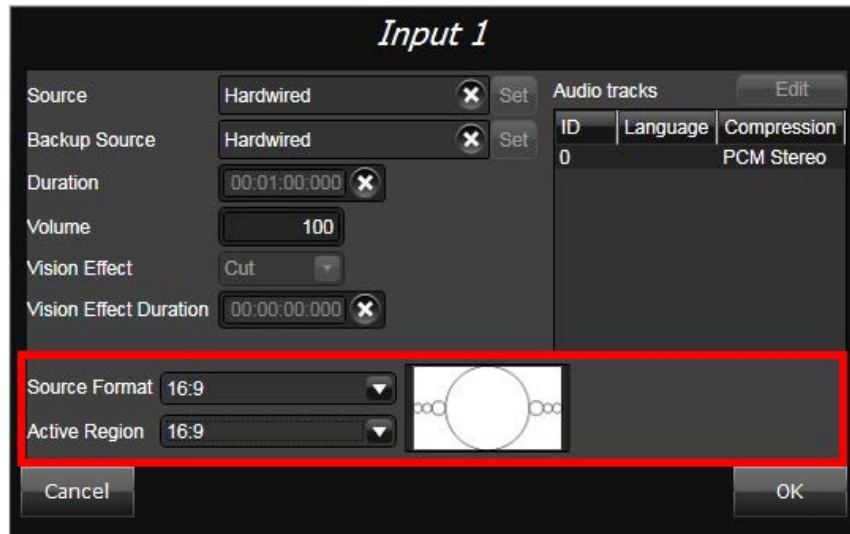 Input 1
Source Hardwired Set
Backup Source Hardwired Set
Duration 00:01:00:000
Volume 100
Vision Effect Cut
Vision Effect Duration 00:00:00:000
Audio tracks Edit
ID Language Compression
0 PCM Stereo
Source Format 16:9
Active Region 16:9
Cancel OK